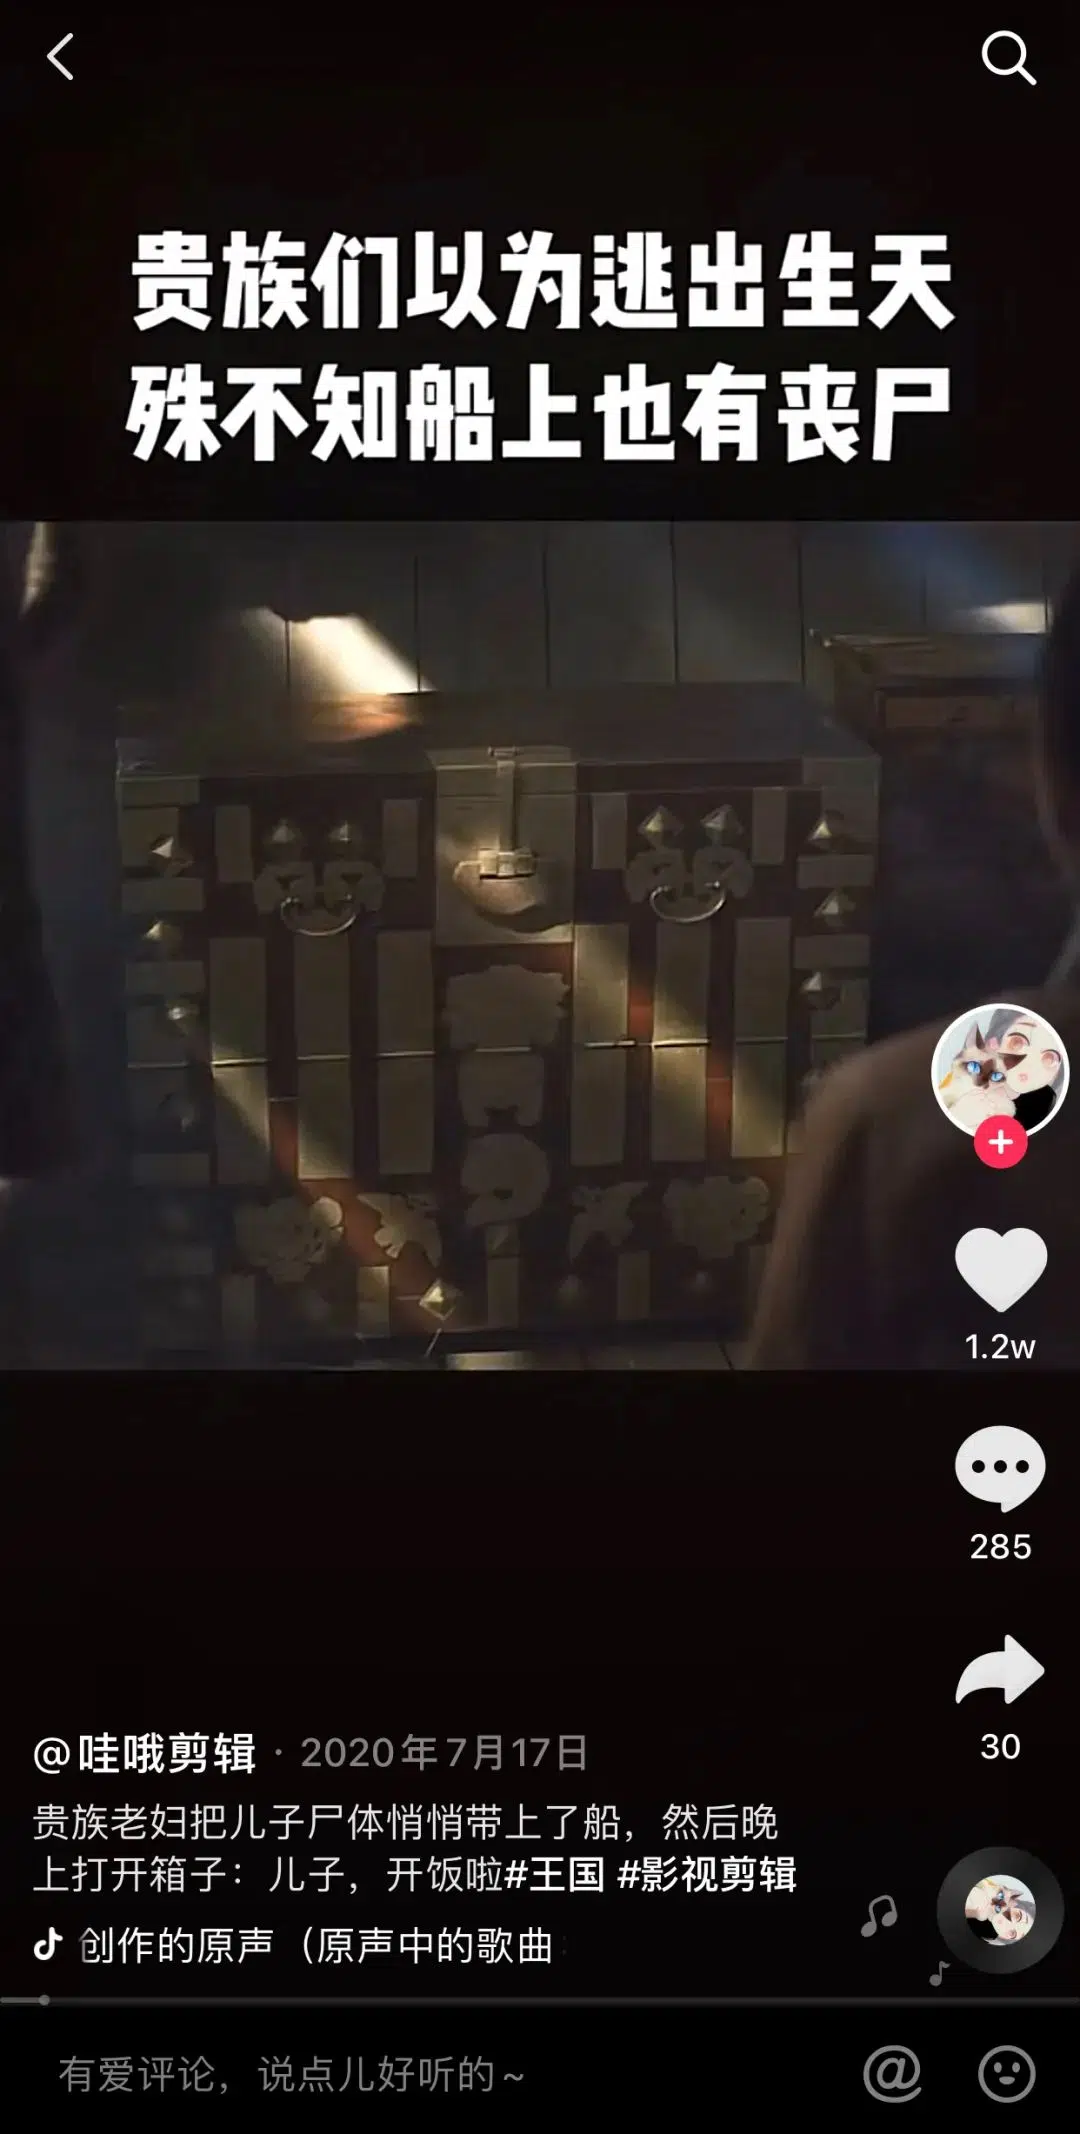 贵族们以为逃出生天
殊不知船上也有丧尸
1.2w
285
30
@哇哦剪辑 · 2020年7月17日
贵族老妇把儿子尸体悄悄带上了船，然后晚
上打开箱子：儿子，开饭啦#王国 #影视剪辑
创作的原声（原声中的歌曲
有爱评论，说点儿好听的~